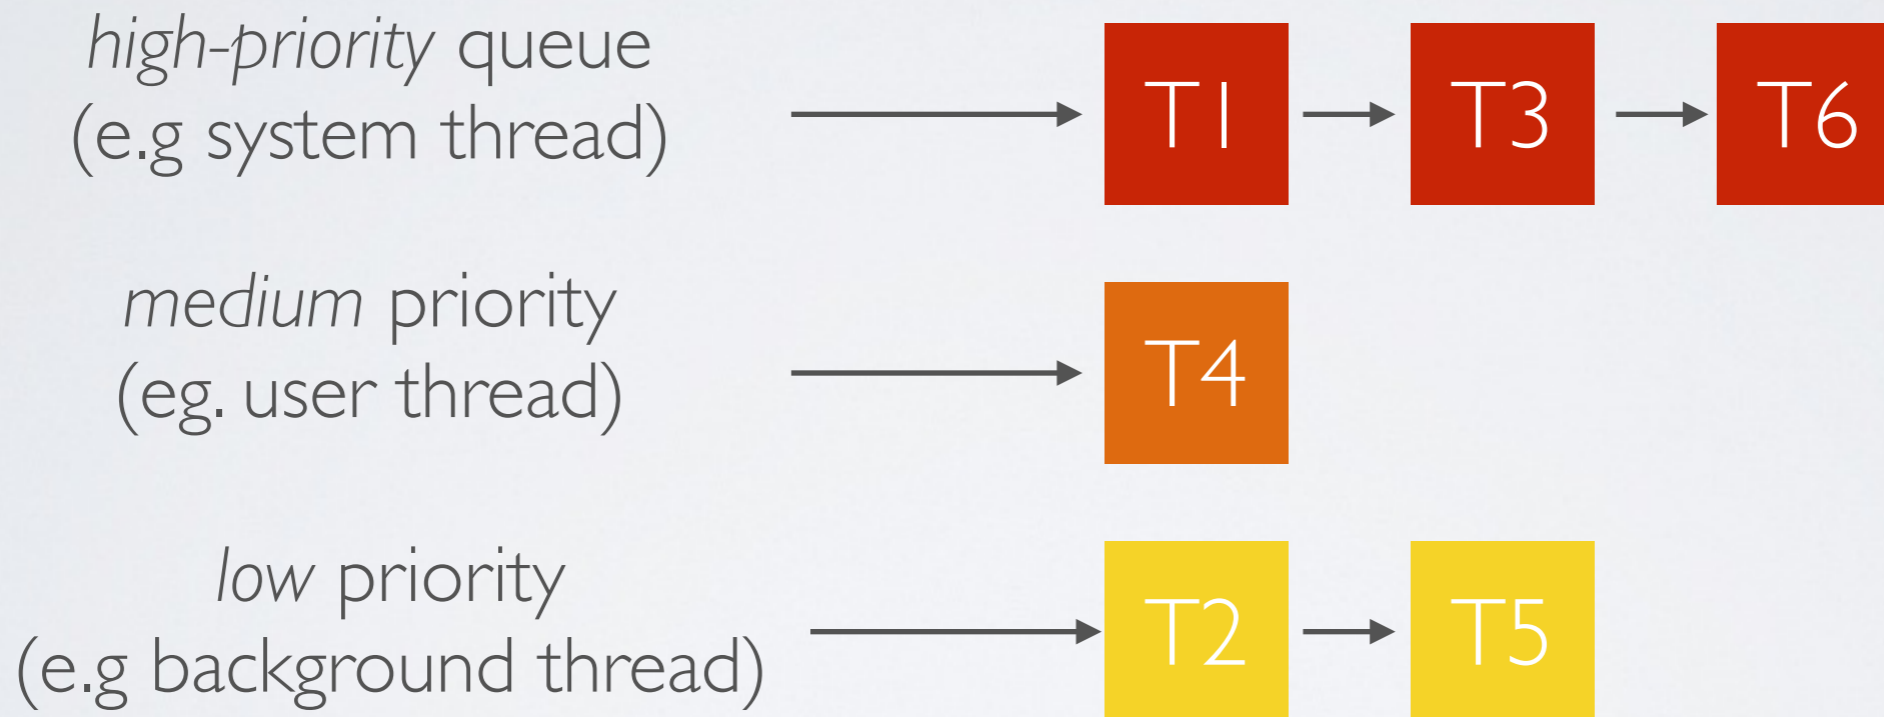 high-priority queue
(e.g system thread)
T1 T3 T6
medium priority
(eg. user thread)
T4
low priority
(e.g background thread)
T2 T5